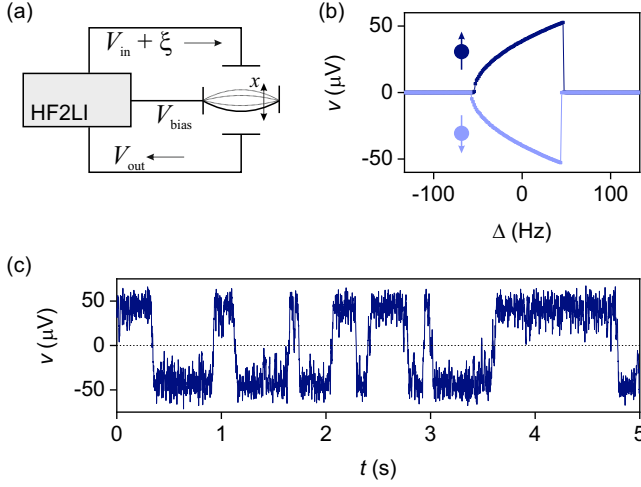 (a)
V_in + ξ
HF2LI
x
V_bias
V_out
(b)
v (μV)
50
0
-50
-100
0
100
Δ (Hz)
(c)
v (μV)
50
0
-50
0
1
2
3
4
5
t (s)